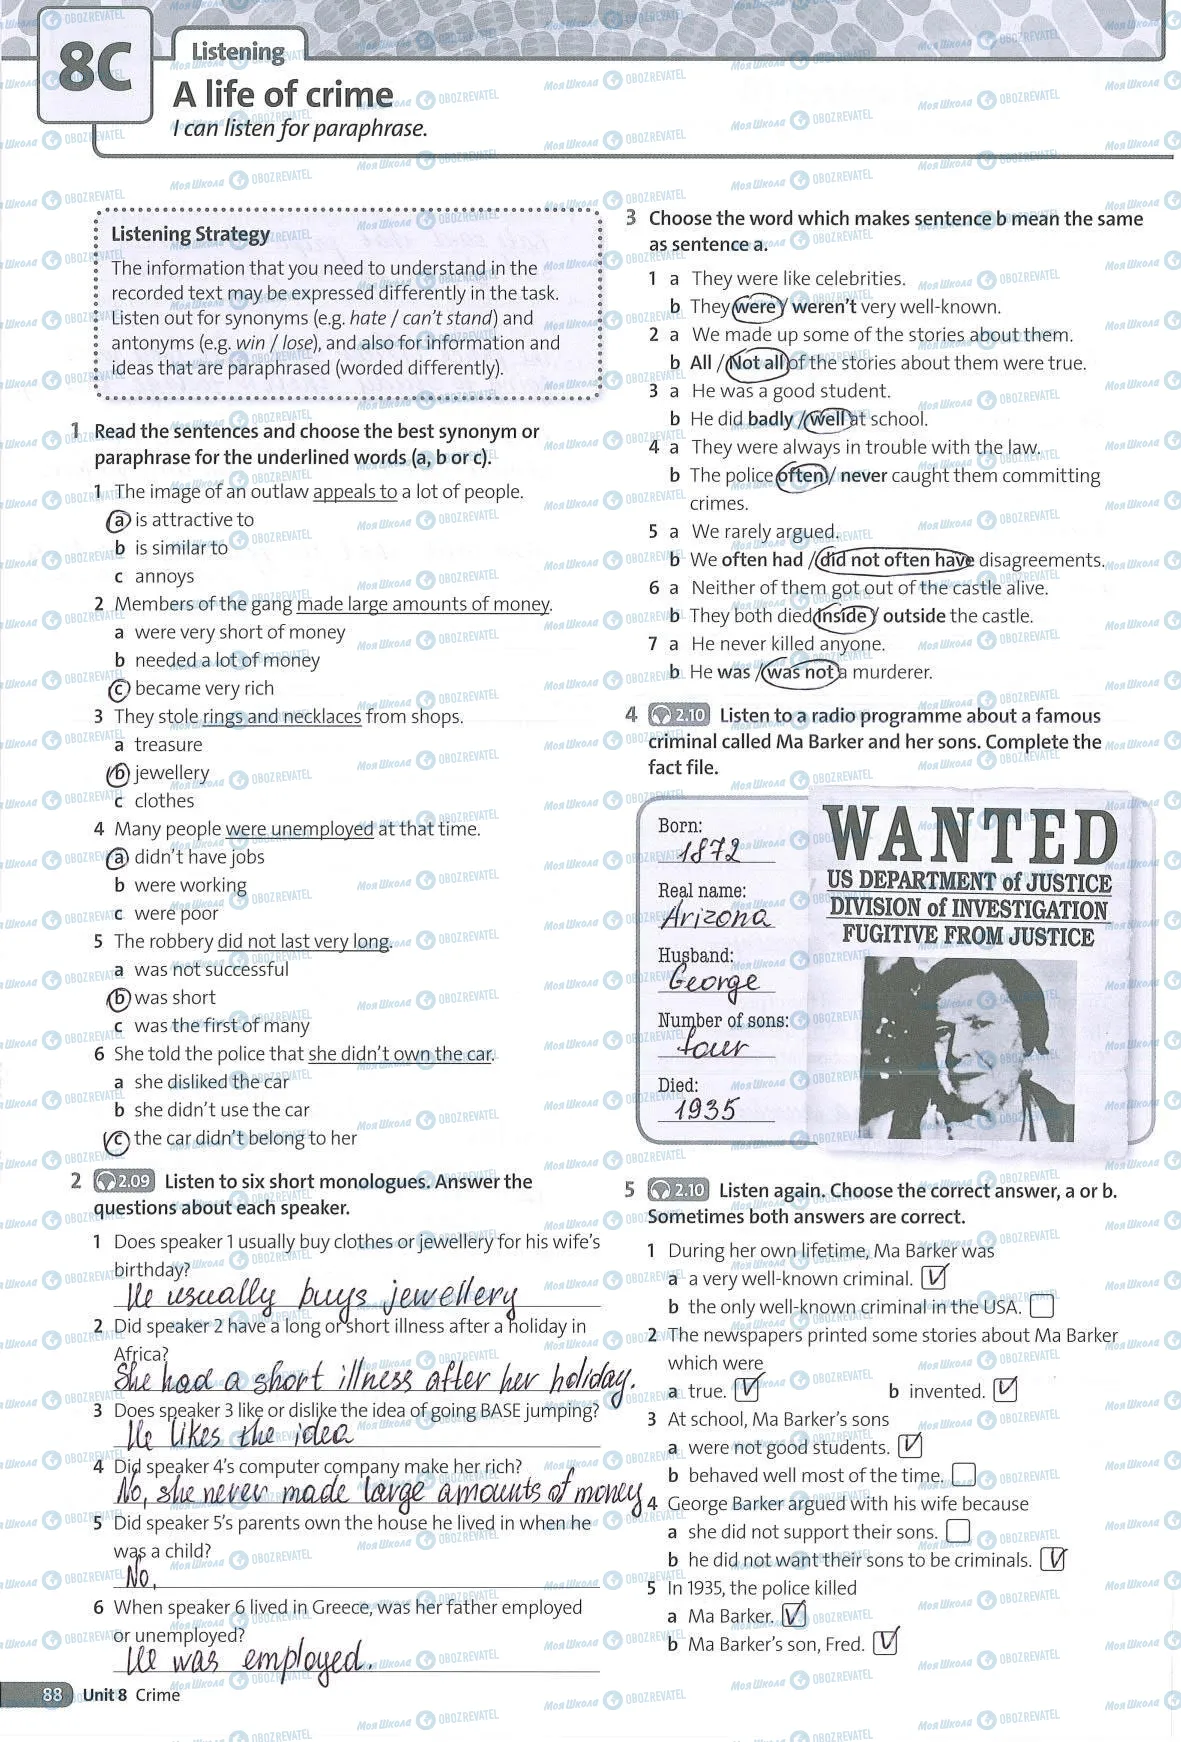 8C
Listening
A life of crime
I can listen for paraphrase.
Listening Strategy
The information that you need to understand in the
recorded text may be expressed differently in the task.
Listen out for synonyms (e.g. hate / can't stand) and
antonyms (e.g. win / lose), and also for information and
ideas that are paraphrased (worded differently).
1 Read the sentences and choose the best synonym or
paraphrase for the underlined words (a, b or c).
1 The image of an outlaw appeals to a lot of people.
a is attractive to
b is similar to
c annoys
2 Members of the gang made large amounts of money.
a were very short of money
b needed a lot of money
c became very rich
3 They stole rings and necklaces from shops.
a treasure
b jewellery
c clothes
4 Many people were unemployed at that time.
a didn't have jobs
b were working
c were poor
5 The robbery did not last very long.
a was not successful
b was short
c was the first of many
6 She told the police that she didn't own the car.
a she disliked the car
b she didn't use the car
c the car didn't belong to her
2 2.09 Listen to six short monologues. Answer the
questions about each speaker.
1 Does speaker 1 usually buy clothes or jewellery for his wife's
birthday?
He usually buys jewellery
2 Did speaker 2 have a long or short illness after a holiday in
Africa?
She had a short illness after her holiday.
3 Does speaker 3 like or dislike the idea of going BASE jumping?
He likes the idea
4 Did speaker 4's computer company make her rich?
No, she never made large amounts of money
5 Did speaker 5's parents own the house he lived in when he
was a child?
No,
6 When speaker 6 lived in Greece, was her father employed
or unemployed?
He was employed.
88 Unit 8 Crime
3 Choose the word which makes sentence b mean the same
as sentence a.
1 a They were like celebrities.
b They were / weren't very well-known.
2 a We made up some of the stories about them.
b All / Not all of the stories about them were true.
3 a He was a good student.
b He did badly / well at school.
4 a They were always in trouble with the law.
b The police often / never caught them committing
crimes.
5 a We rarely argued.
b We often had / did not often have disagreements.
6 a Neither of them got out of the castle alive.
b They both died inside / outside the castle.
7 a He never killed anyone.
b He was / was not a murderer.
4 2.10 Listen to a radio programme about a famous
criminal called Ma Barker and her sons. Complete the
fact file.
Born:
1872
Real name:
Arizona
Husband:
George
Number of sons:
four
Died:
1935
WANTED
US DEPARTMENT of JUSTICE
DIVISION of INVESTIGATION
FUGITIVE FROM JUSTICE
5 2.10 Listen again. Choose the correct answer, a or b.
Sometimes both answers are correct.
1 During her own lifetime, Ma Barker was
a a very well-known criminal. V
b the only well-known criminal in the USA.
2 The newspapers printed some stories about Ma Barker
which were
a true. V b invented. V
3 At school, Ma Barker's sons
a were not good students. V
b behaved well most of the time.
4 George Barker argued with his wife because
a she did not support their sons.
b he did not want their sons to be criminals. V
5 In 1935, the police killed
a Ma Barker. V
b Ma Barker's son, Fred. V
Моя Школа OBOZREVATEL